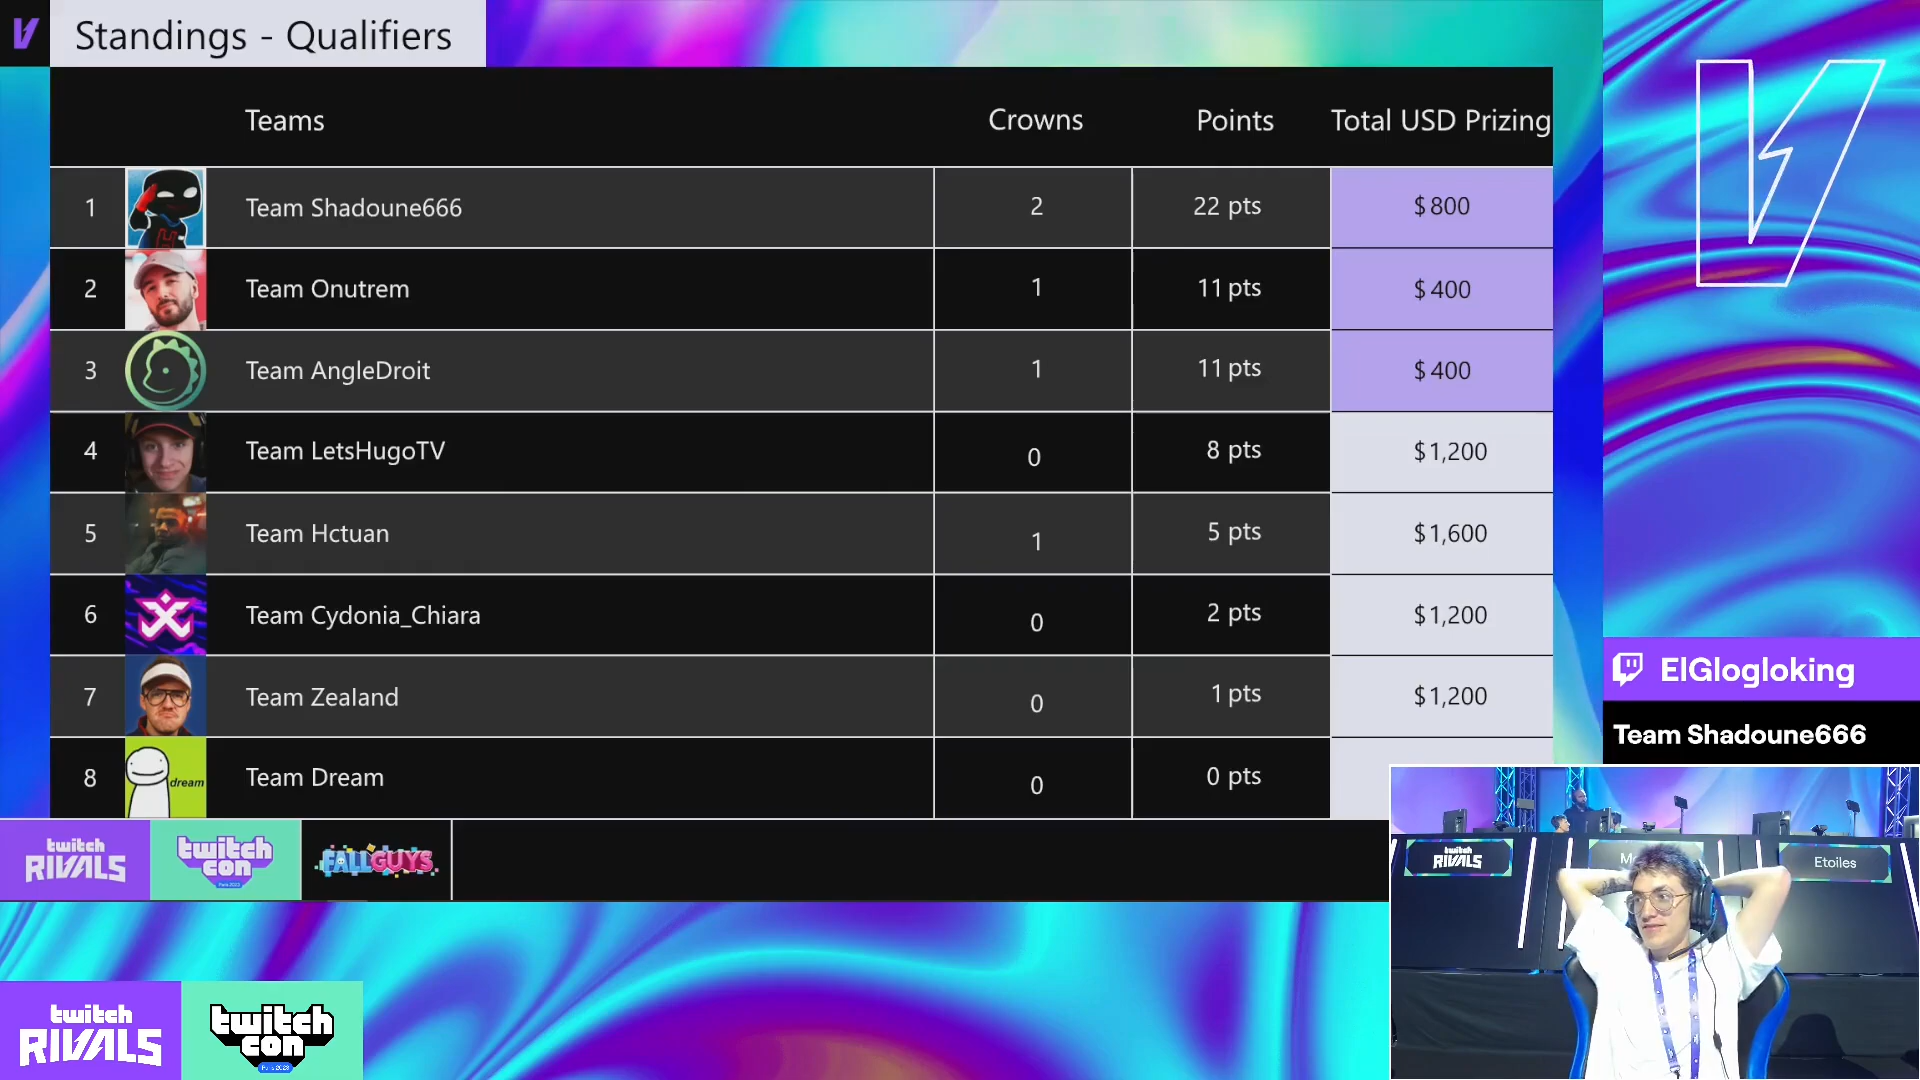 Standings - Qualifiers
Teams Crowns Points Total USD Prizing
1 Team Shadoune666 2 22 pts $800
2 Team Onutrem 1 11 pts $400
3 Team AngleDroit 1 11 pts $400
4 Team LetsHugoTV 0 8 pts $1,200
5 Team Hctuan 1 5 pts $1,600
6 Team Cydonia_Chiara 0 2 pts $1,200
7 Team Zealand 0 1 pts $1,200
8 dream Team Dream 0 0 pts
ElGlogloking
Team Shadoune666
twitch RIVALS
twitch con
FALL GUYS
twitch RIVALS
Etoiles
twitch RIVALS
twitch con
Paris 2023